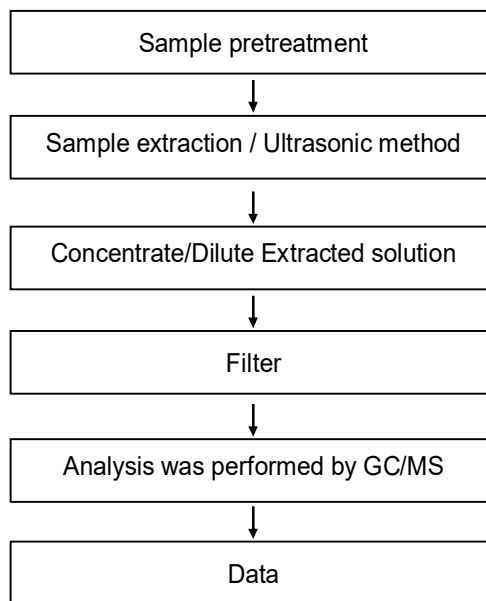 Sample pretreatment
Sample extraction / Ultrasonic method
Concentrate/Dilute Extracted solution
Filter
Analysis was performed by GC/MS
Data